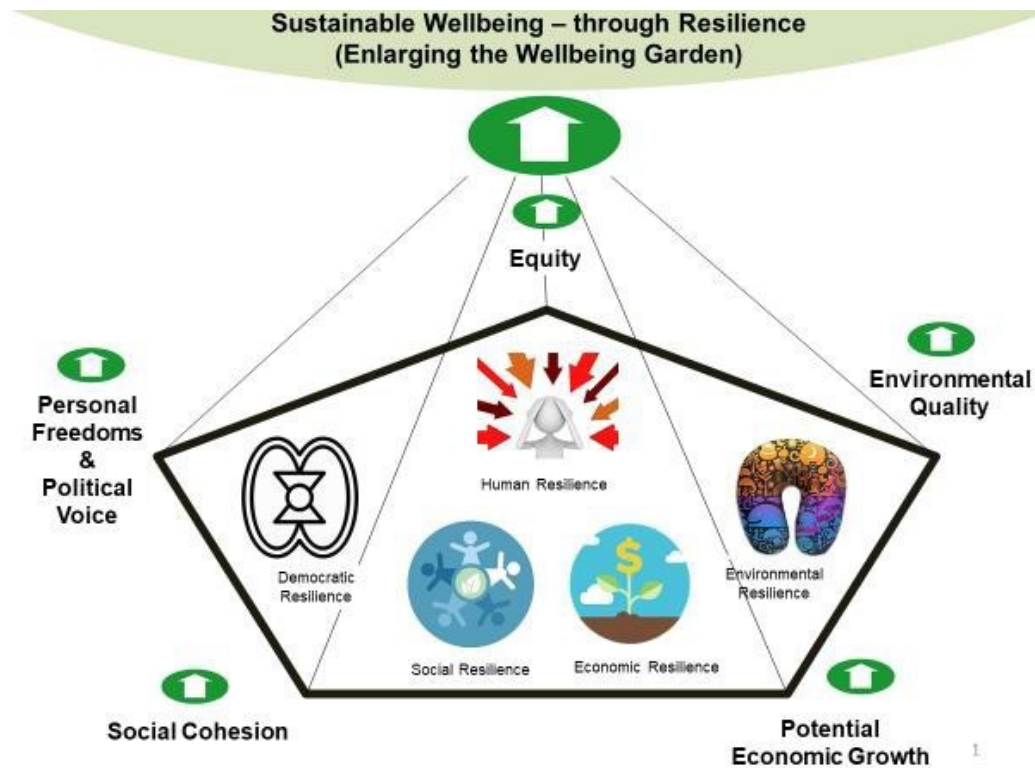 Sustainable Wellbeing – through Resilience
(Enlarging the Wellbeing Garden)
Equity
Personal
Freedoms
&
Political
Voice
Environmental
Quality
Human Resilience
Democratic
Resilience
Environmental
Resilience
Social Resilience
Economic Resilience
$
Social Cohesion
Potential
Economic Growth
1